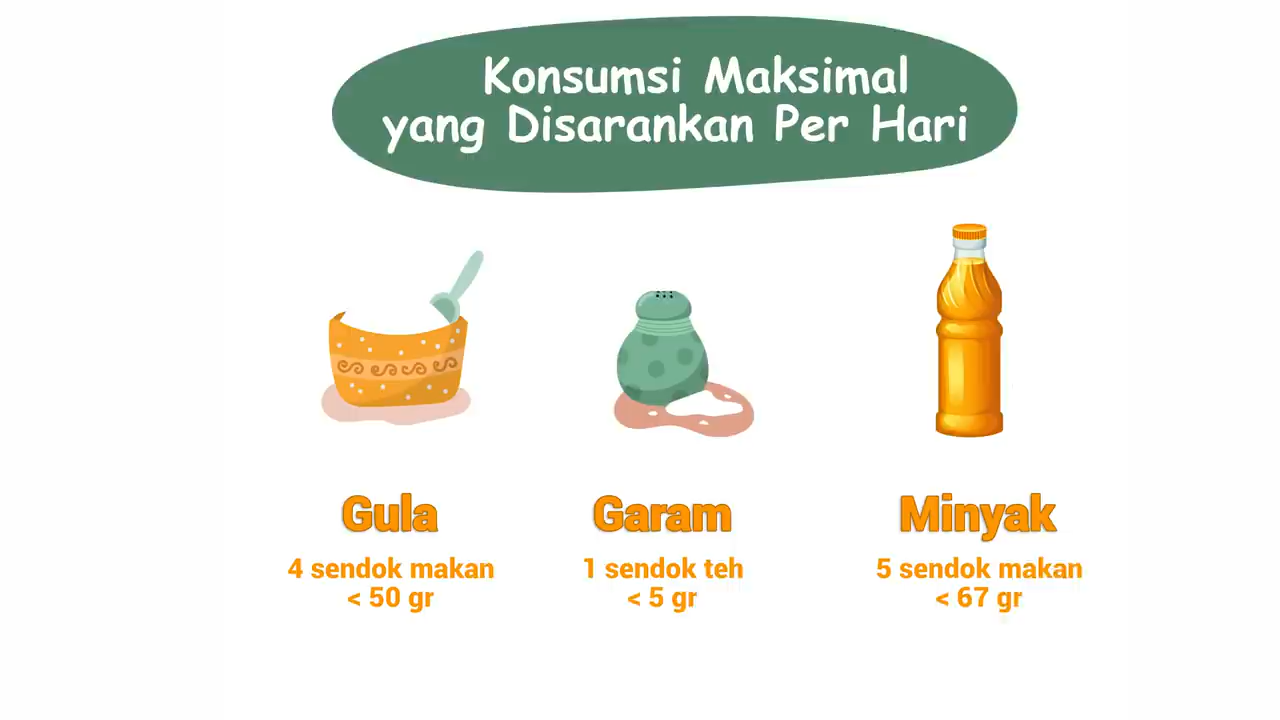 Konsumsi Maksimal
yang Disarankan Per Hari
Gula
4 sendok makan
< 50 gr
Garam
1 sendok teh
< 5 gr
Minyak
5 sendok makan
< 67 gr